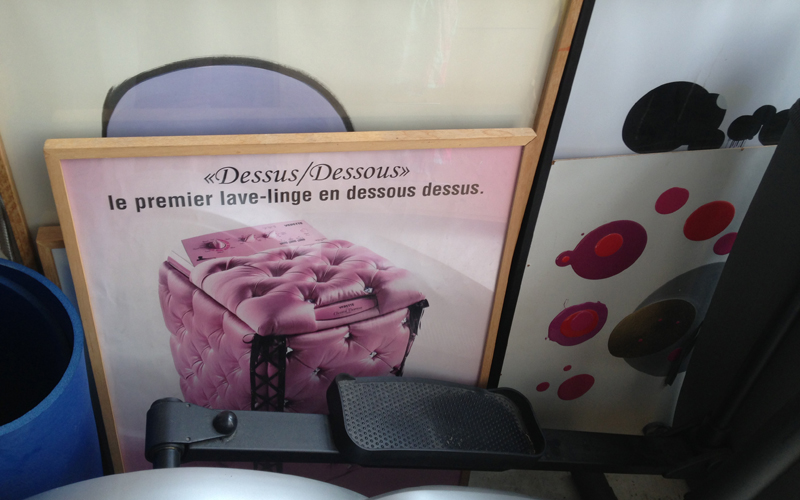 «Dessus/Dessous»
le premier lave-linge en dessous dessus.